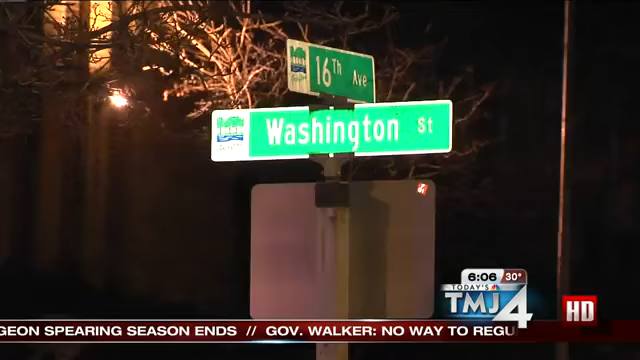 16Th Ave
Washington St
6:06 30°
TODAY'S
TMJ4
HD
GEON SPEARING SEASON ENDS // GOV. WALKER: NO WAY TO REGU